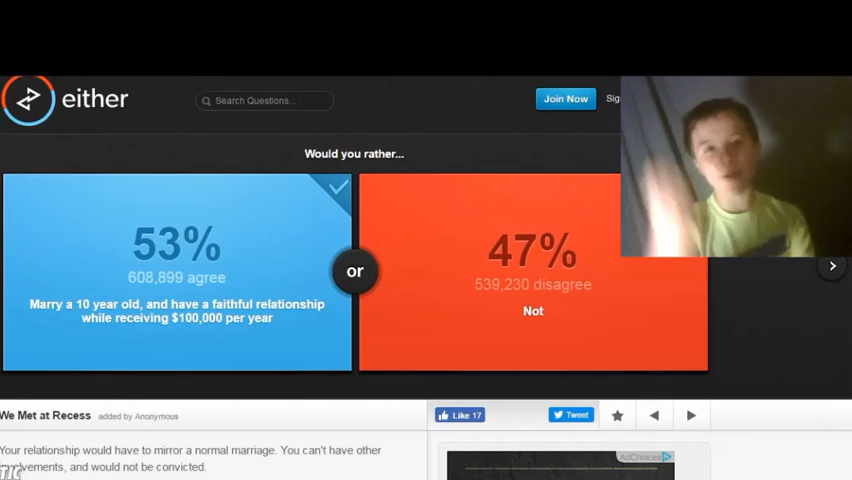 either
Search Questions...
Join Now
Would you rather...
53%
608,899 agree
Marry a 10 year old, and have a faithful relationship
while receiving $100,000 per year
or
47%
539,230 disagree
Not
We Met at Recess added by Anonymous
Like 17
Tweet
Your relationship would have to mirror a normal marriage. You can't have other
and would not be convicted.
AdChoices